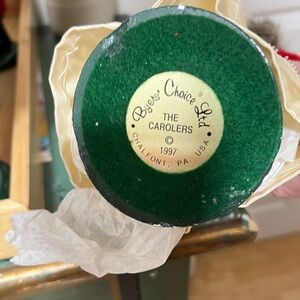 Byers' Choice Ltd
THE
CAROLERS
©
1997
• CHALFONT, PA. USA •